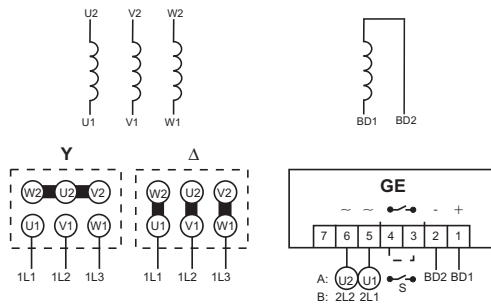 U2 V2 W2
U1 V1 W1
BD1 BD2
Y Δ
W2 U2 V2
U1 V1 W1
1L1 1L2 1L3
W2 U2 V2
U1 V1 W1
1L1 1L2 1L3
GE
~ ~ - +
7 6 5 4 3 2 1
A: U2 U1 S BD2 BD1
B: 2L2 2L1